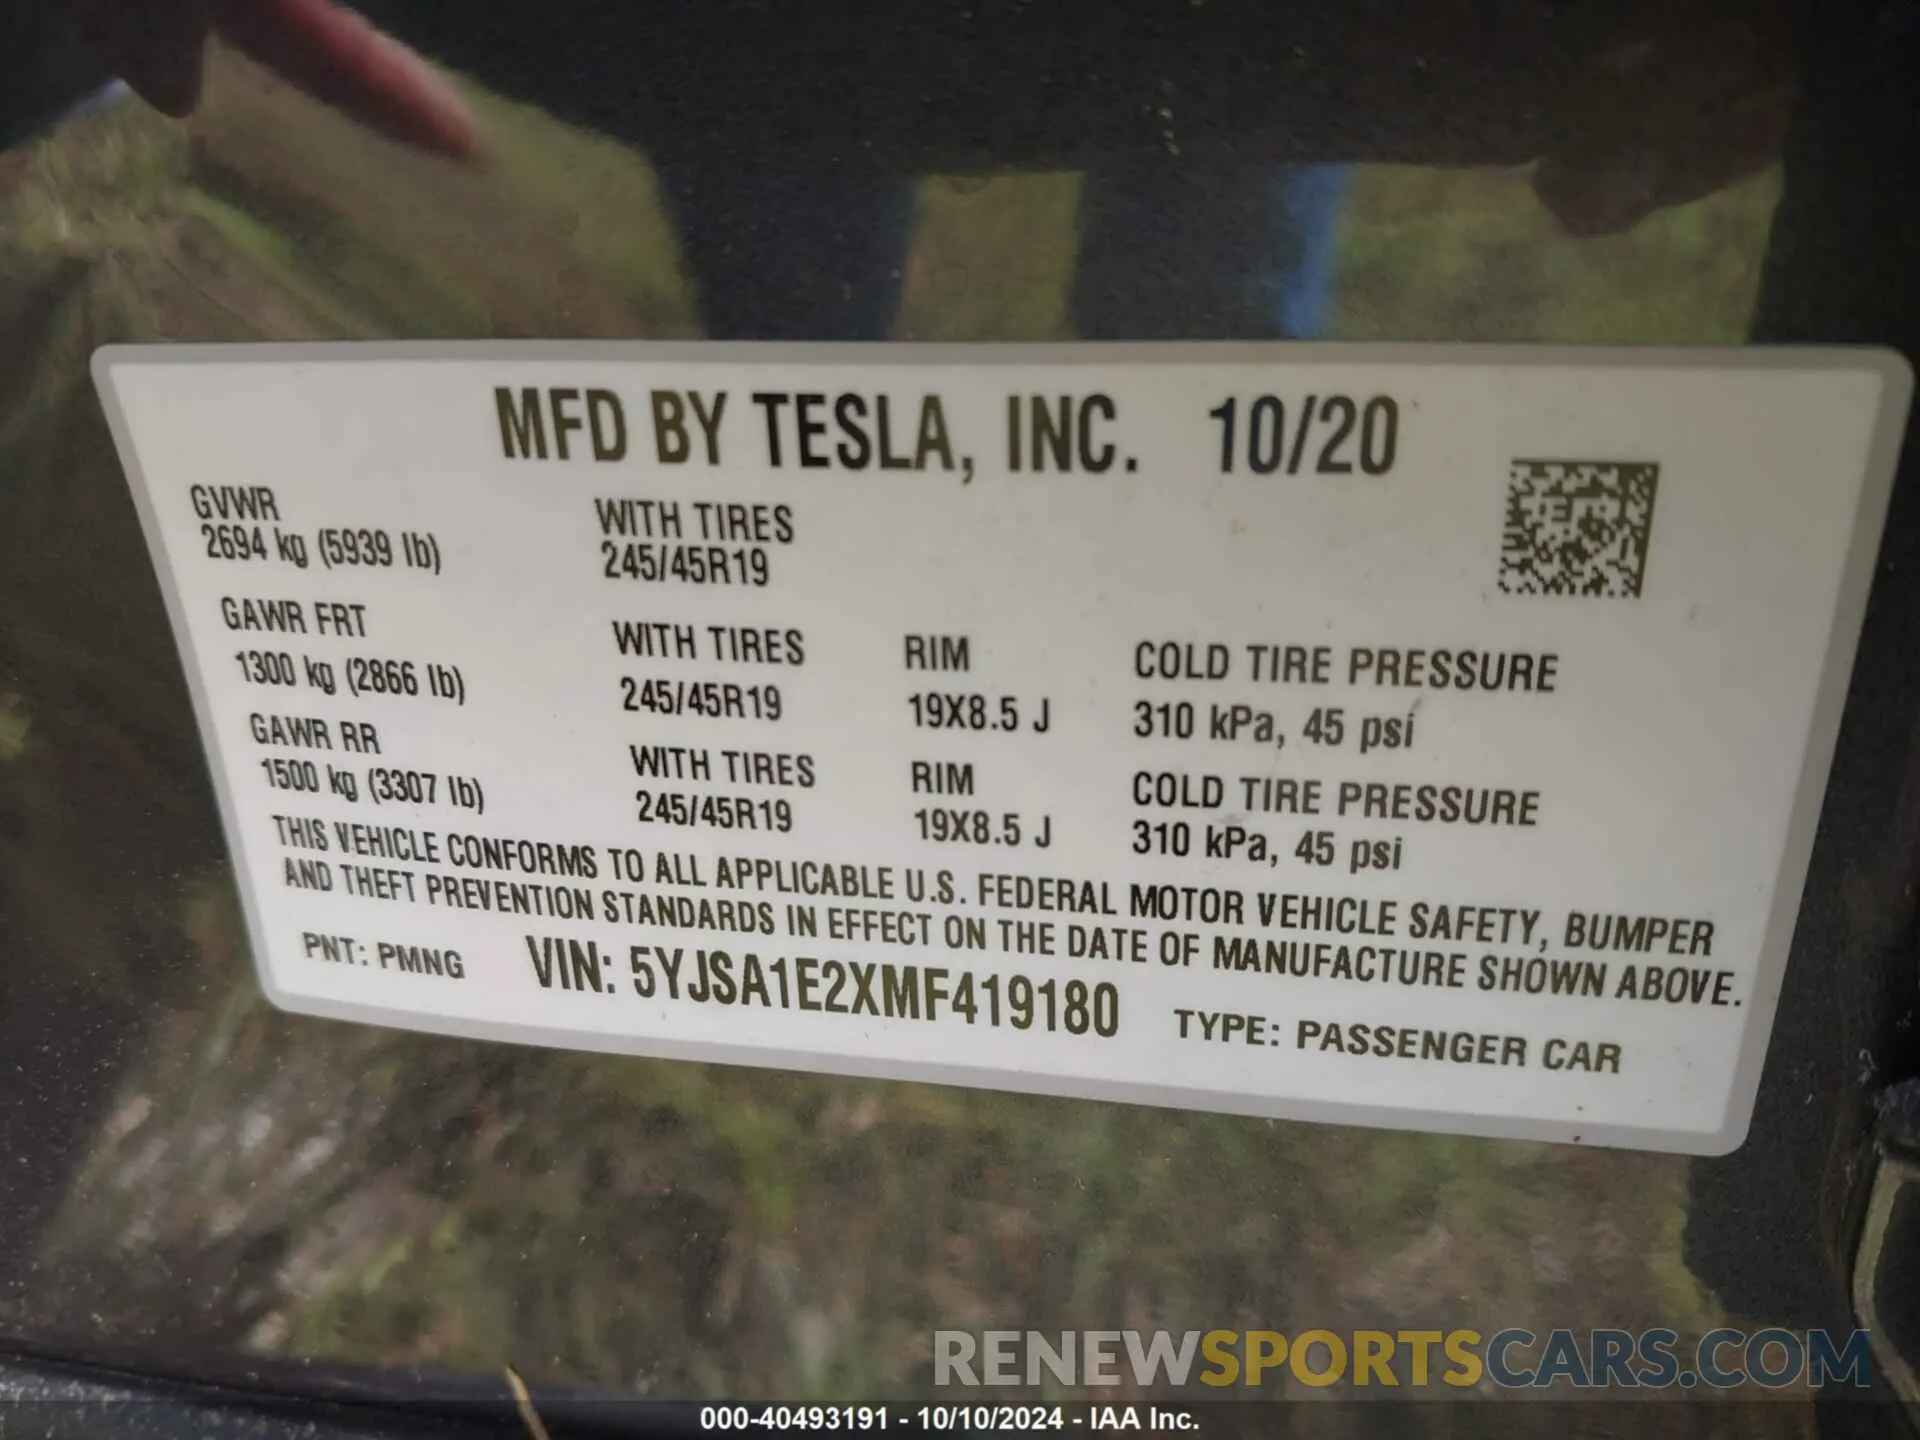 MFD BY TESLA, INC. 10/20
GVWR WITH TIRES
2694 kg (5939 lb) 245/45R19
GAWR FRT WITH TIRES RIM COLD TIRE PRESSURE
1300 kg (2866 lb) 245/45R19 19X8.5 J 310 kPa, 45 psi
GAWR RR WITH TIRES RIM COLD TIRE PRESSURE
1500 kg (3307 lb) 245/45R19 19X8.5 J 310 kPa, 45 psi
THIS VEHICLE CONFORMS TO ALL APPLICABLE U.S. FEDERAL MOTOR VEHICLE SAFETY, BUMPER
AND THEFT PREVENTION STANDARDS IN EFFECT ON THE DATE OF MANUFACTURE SHOWN ABOVE.
PNT: PMNG VIN: 5YJSA1E2XMF419180 TYPE: PASSENGER CAR
RENEWSPORTSCARS.COM
000-40493191 - 10/10/2024 - IAA Inc.